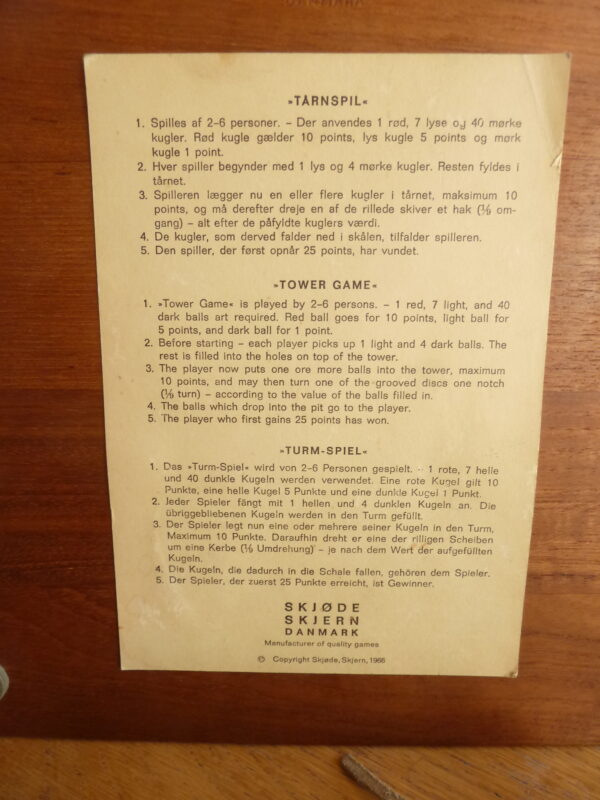 DANMARK
»TÅRNSPIL«
1. Spilles af 2-6 personer. – Der anvendes 1 rød, 7 lyse og 40 mørke
kugler. Rød kugle gælder 10 points, lys kugle 5 points og mørk
kugle 1 point.
2. Hver spiller begynder med 1 lys og 4 mørke kugler. Resten fyldes i
tårnet.
3. Spilleren lægger nu en eller flere kugler i tårnet, maksimum 10
points, og må derefter dreje en af de rillede skiver et hak (⅑ om-
gang) – alt efter de påfyldte kuglers værdi.
4. De kugler, som derved falder ned i skålen, tilfalder spilleren.
5. Den spiller, der først opnår 25 points, har vundet.
»TOWER GAME«
1. »Tower Game« is played by 2-6 persons. – 1 red, 7 light, and 40
dark balls art required. Red ball goes for 10 points, light ball for
5 points, and dark ball for 1 point.
2. Before starting – each player picks up 1 light and 4 dark balls. The
rest is filled into the holes on top of the tower.
3. The player now puts one ore more balls into the tower, maximum
10 points, and may then turn one of the grooved discs one notch
(⅑ turn) – according to the value of the balls filled in.
4. The balls which drop into the pit go to the player.
5. The player who first gains 25 points has won.
»TURM-SPIEL«
1. Das »Turm-Spiel« wird von 2-6 Personen gespielt. – 1 rote, 7 helle
und 40 dunkle Kugeln werden verwendet. Eine rote Kugel gilt 10
Punkte, eine helle Kugel 5 Punkte und eine dunkle Kugel 1 Punkt.
2. Jeder Spieler fängt mit 1 hellen und 4 dunklen Kugeln an. Die
übriggebliebenen Kugeln werden in den Turm gefüllt.
3. Der Spieler legt nun eine oder mehrere seiner Kugeln in den Turm,
Maximum 10 Punkte. Daraufhin dreht er eine der rilligen Scheiben
um eine Kerbe (⅑ Umdrehung) – je nach dem Wert der aufgefüllten
Kugeln.
4. Die Kugeln, die dadurch in die Schale fallen, gehören dem Spieler.
5. Der Spieler, der zuerst 25 Punkte erreicht, ist Gewinner.
SKJØDE
SKJERN
DANMARK
Manufacturer of quality games
© Copyright Skjøde, Skjern, 1966